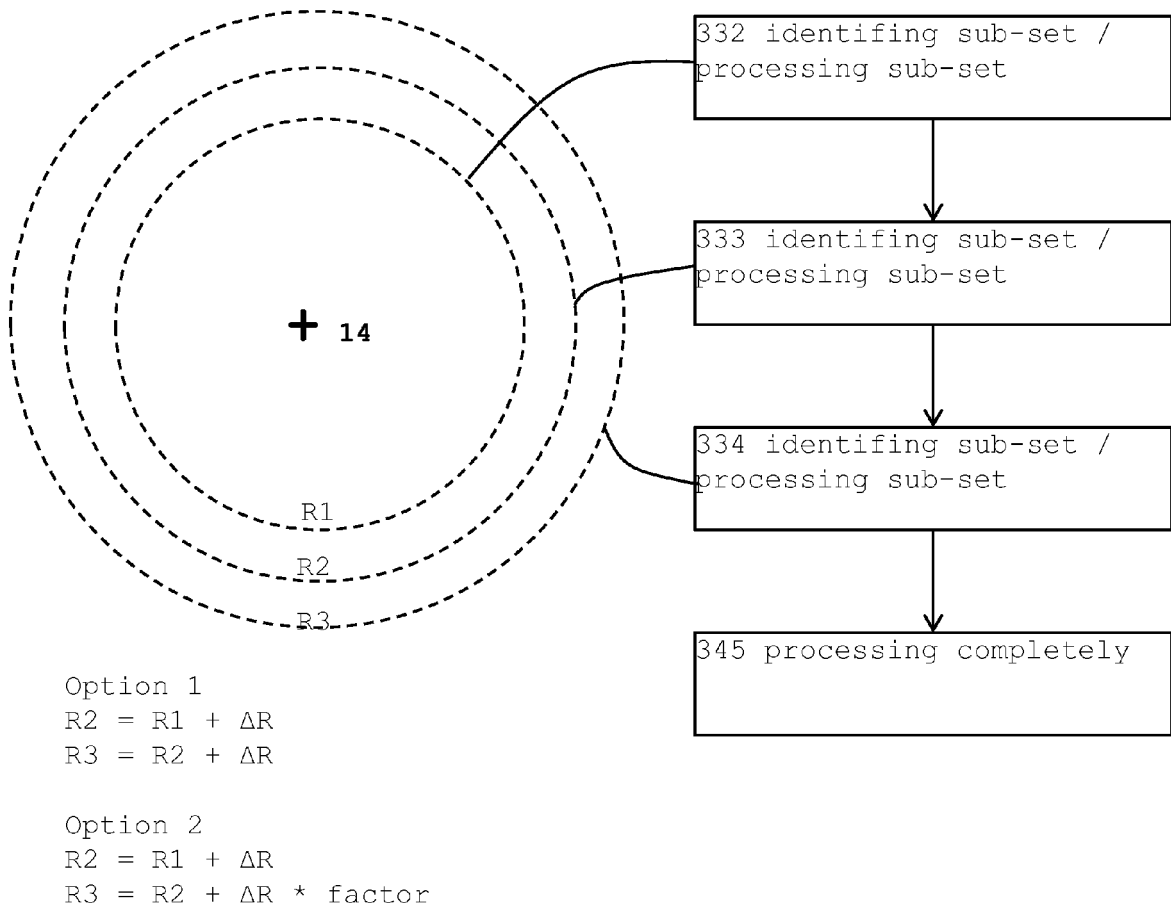 332 identifing sub-set /
processing sub-set
333 identifing sub-set /
processing sub-set
14
334 identifing sub-set /
processing sub-set
R1
R2
R3
345 processing completely
Option 1
R2 = R1 + ΔR
R3 = R2 + ΔR
Option 2
R2 = R1 + ΔR
R3 = R2 + ΔR * factor